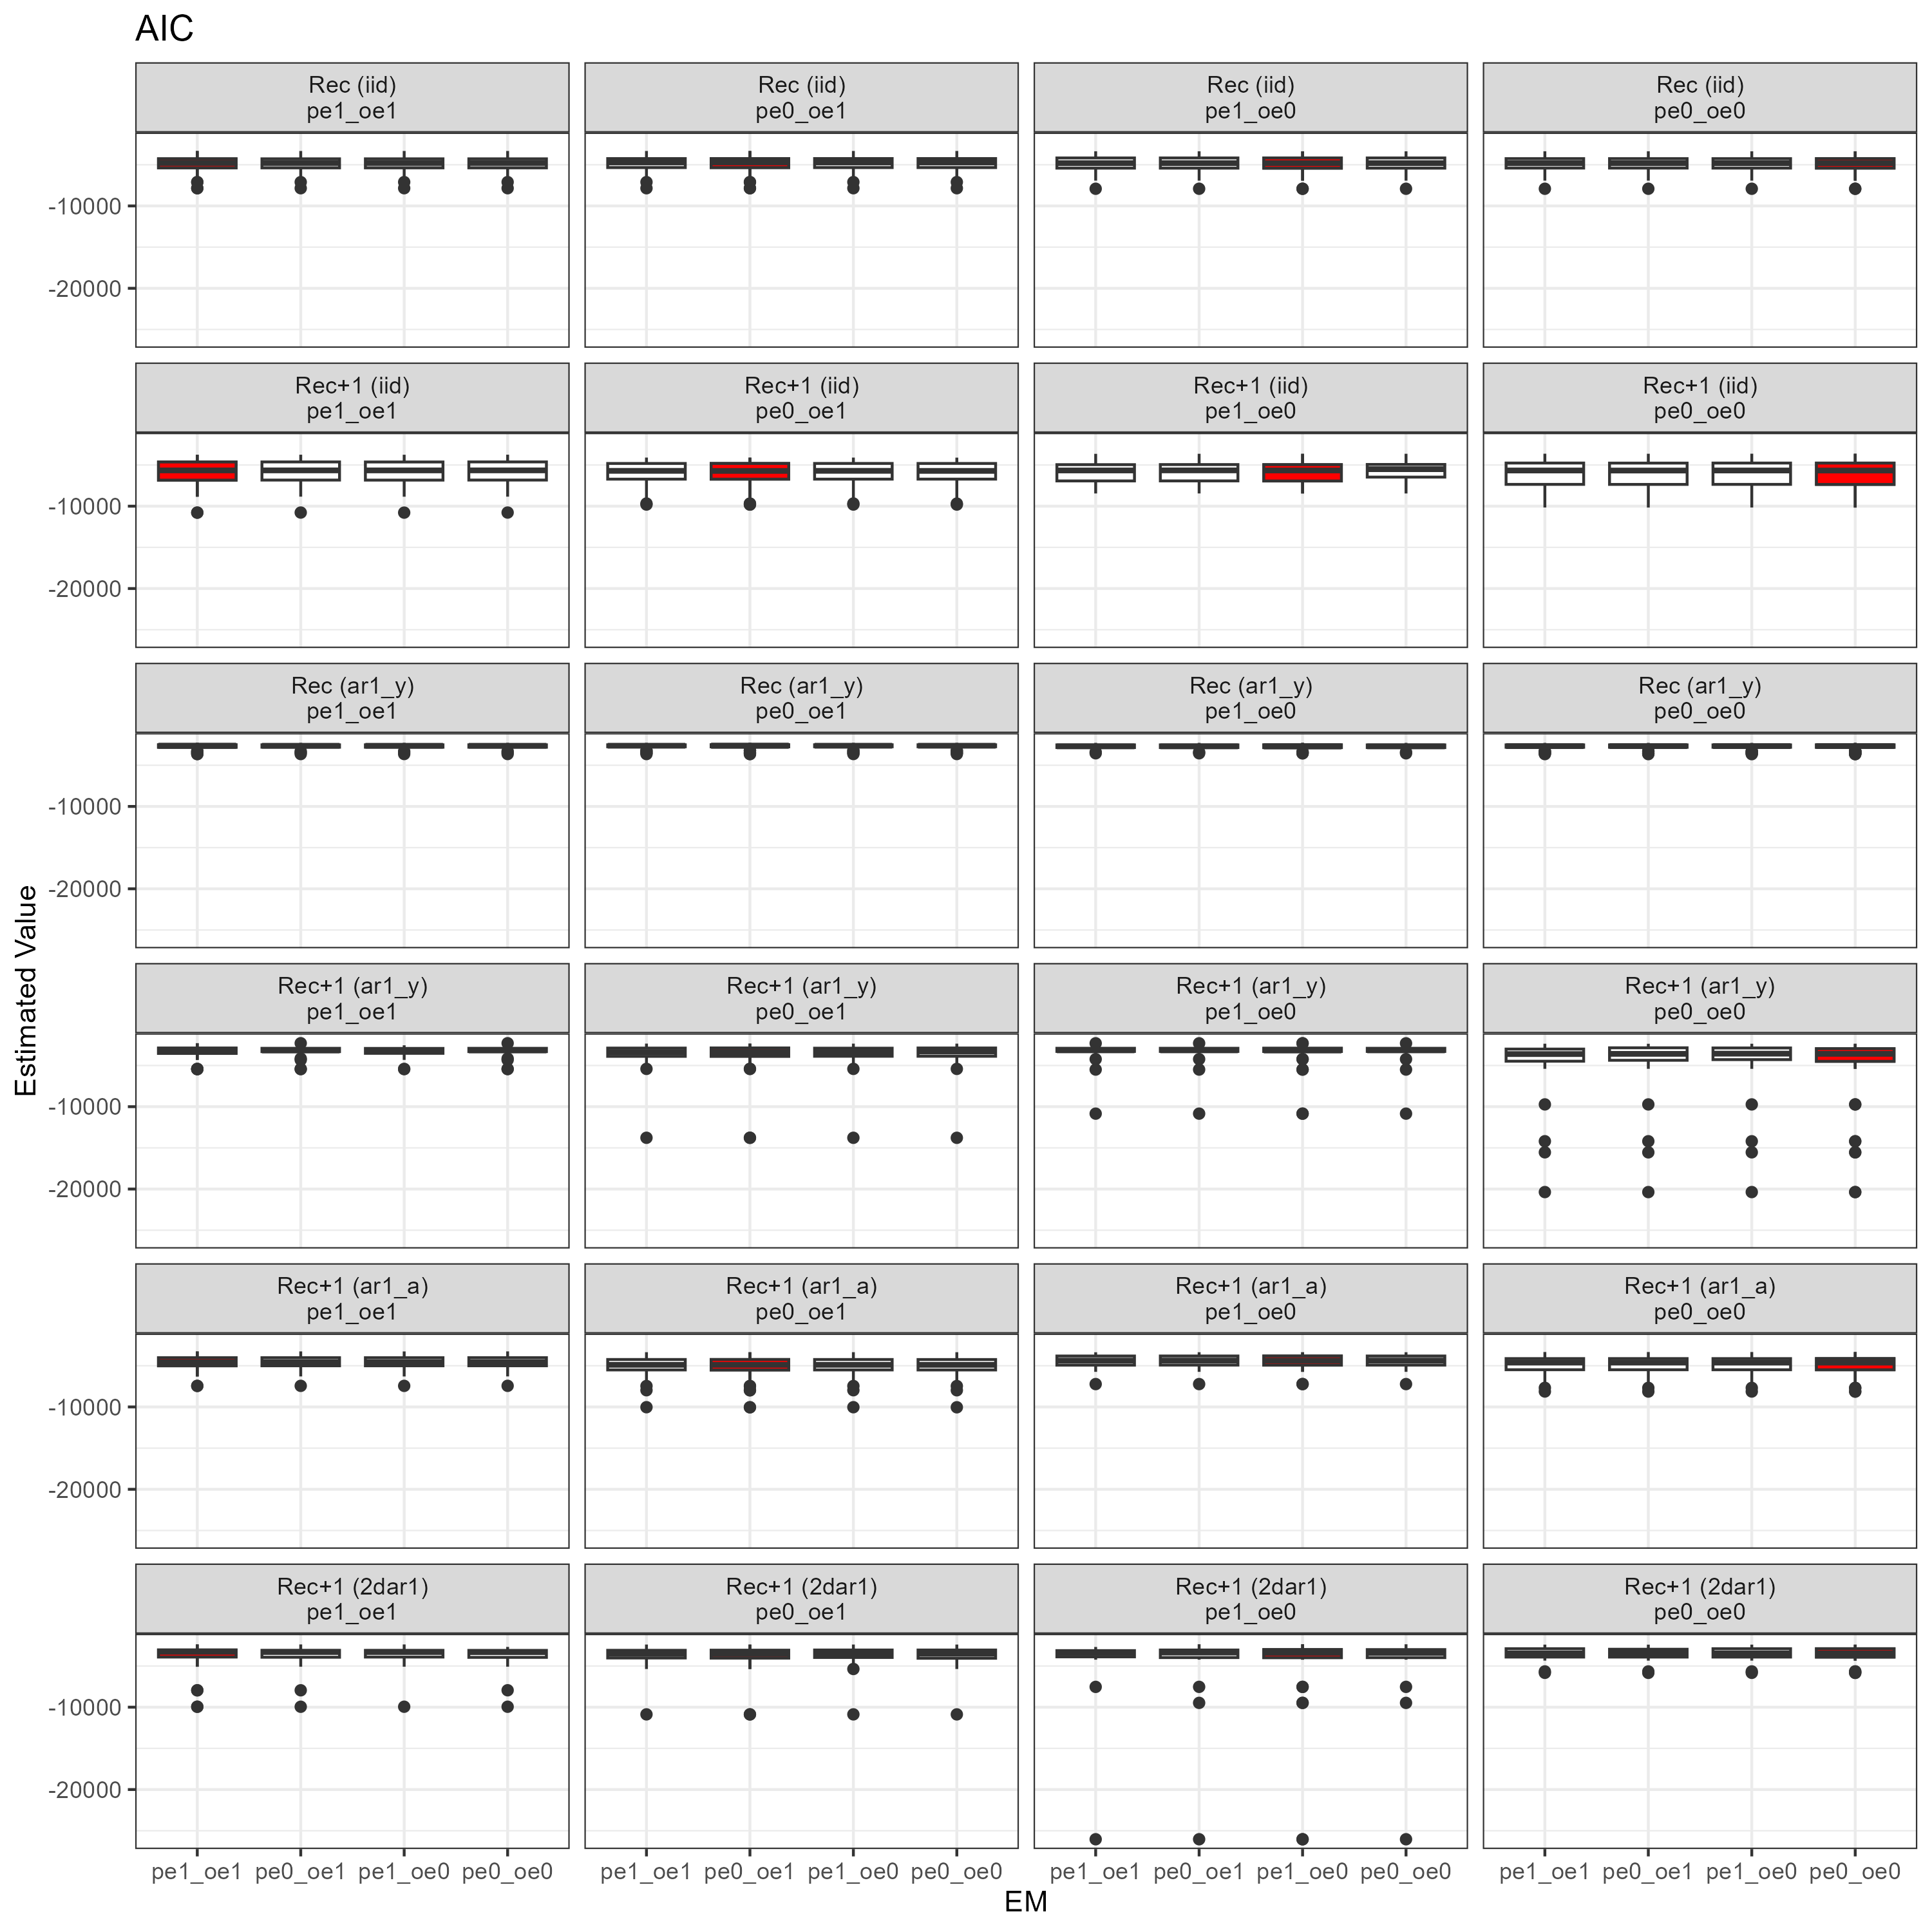 AIC
Rec (iid)
pe1_oe1
Rec (iid)
pe0_oe1
Rec (iid)
pe1_oe0
Rec (iid)
pe0_oe0
-10000
-20000
Rec+1 (iid)
pe1_oe1
Rec+1 (iid)
pe0_oe1
Rec+1 (iid)
pe1_oe0
Rec+1 (iid)
pe0_oe0
-10000
-20000
Rec (ar1_y)
pe1_oe1
Rec (ar1_y)
pe0_oe1
Rec (ar1_y)
pe1_oe0
Rec (ar1_y)
pe0_oe0
-10000
-20000
Estimated Value
Rec+1 (ar1_y)
pe1_oe1
Rec+1 (ar1_y)
pe0_oe1
Rec+1 (ar1_y)
pe1_oe0
Rec+1 (ar1_y)
pe0_oe0
-10000
-20000
Rec+1 (ar1_a)
pe1_oe1
Rec+1 (ar1_a)
pe0_oe1
Rec+1 (ar1_a)
pe1_oe0
Rec+1 (ar1_a)
pe0_oe0
-10000
-20000
Rec+1 (2dar1)
pe1_oe1
Rec+1 (2dar1)
pe0_oe1
Rec+1 (2dar1)
pe1_oe0
Rec+1 (2dar1)
pe0_oe0
-10000
-20000
pe1_oe1 pe0_oe1 pe1_oe0 pe0_oe0
pe1_oe1 pe0_oe1 pe1_oe0 pe0_oe0
pe1_oe1 pe0_oe1 pe1_oe0 pe0_oe0
pe1_oe1 pe0_oe1 pe1_oe0 pe0_oe0
EM